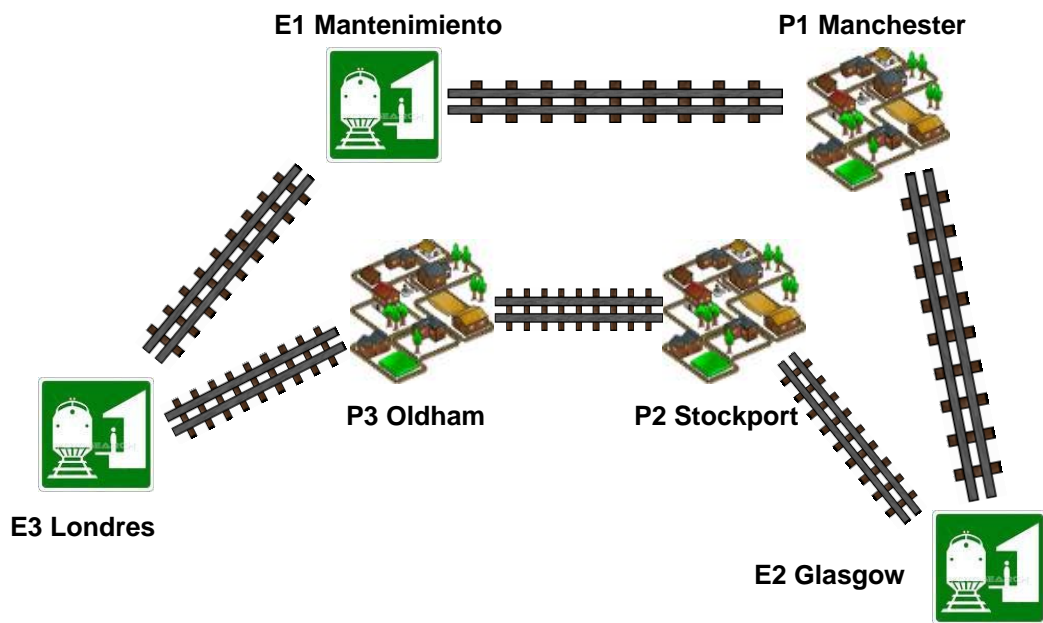 E1 Mantenimiento
P1 Manchester
P3 Oldham
P2 Stockport
E3 Londres
E2 Glasgow